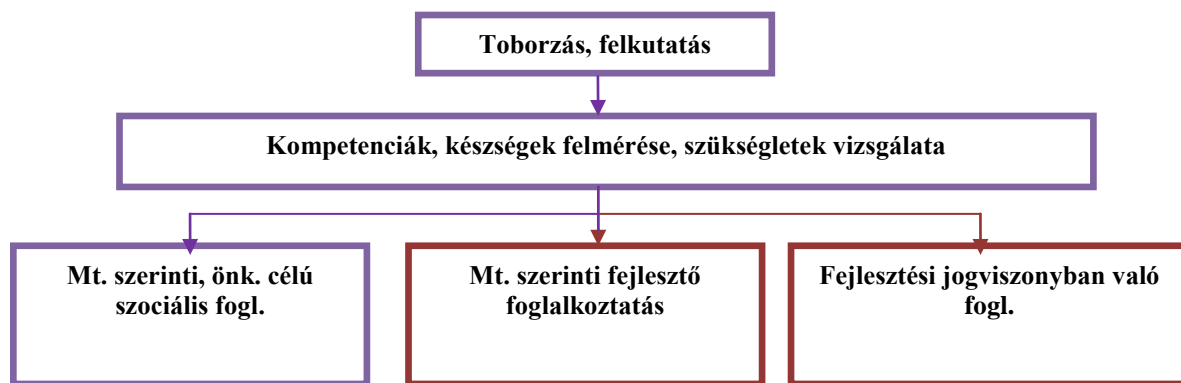 Toborzás, felkutatás
Kompetenciák, készségek felmérése, szükségletek vizsgálata
Mt. szerinti, önk. célú
szociális fogl.
Mt. szerinti fejlesztő
foglalkoztatás
Fejlesztési jogviszonyban való
fogl.